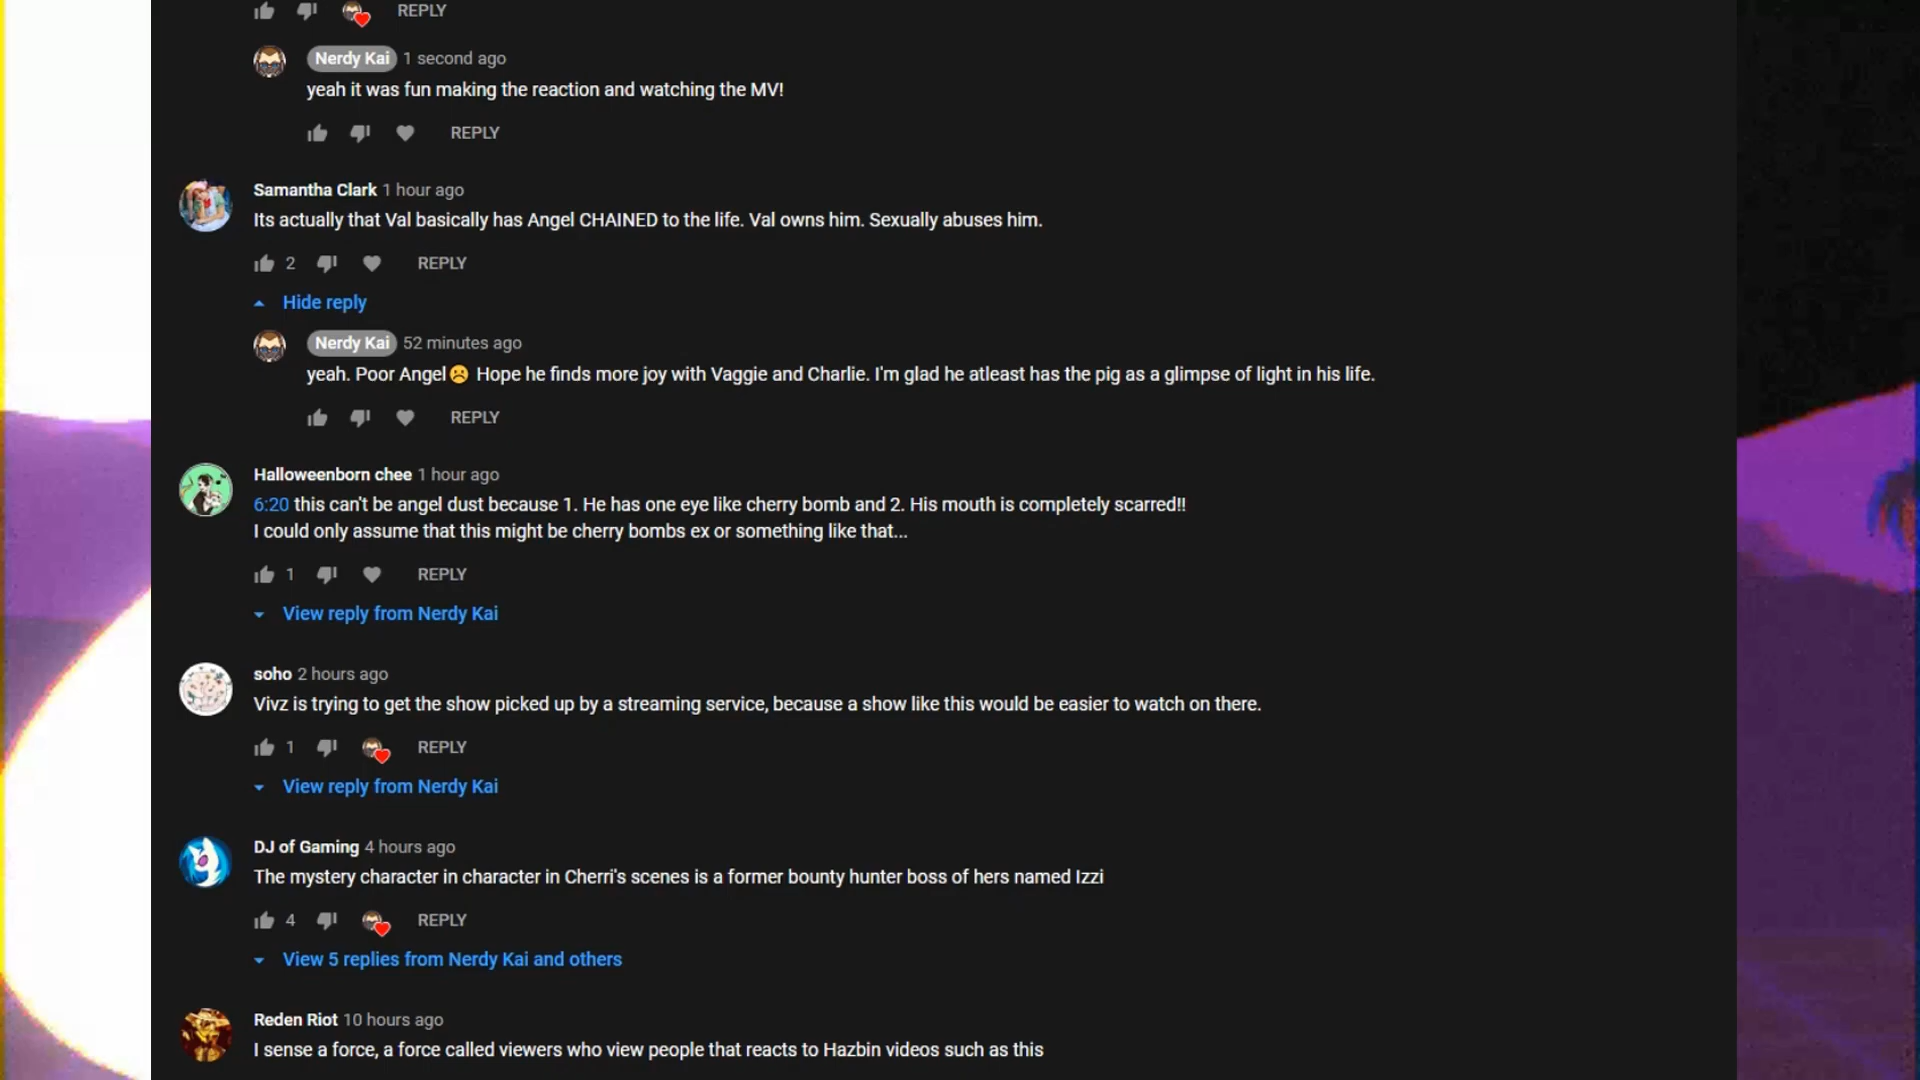 REPLY
Nerdy Kai 1 second ago
yeah it was fun making the reaction and watching the MV!
REPLY
Samantha Clark 1 hour ago
Its actually that Val basically has Angel CHAINED to the life. Val owns him. Sexually abuses him.
2 REPLY
Hide reply
Nerdy Kai 52 minutes ago
yeah. Poor Angel☹️ Hope he finds more joy with Vaggie and Charlie. I'm glad he atleast has the pig as a glimpse of light in his life.
REPLY
Halloweenborn chee 1 hour ago
6:20 this can't be angel dust because 1. He has one eye like cherry bomb and 2. His mouth is completely scarred!!
I could only assume that this might be cherry bombs ex or something like that...
1 REPLY
View reply from Nerdy Kai
soho 2 hours ago
Vivz is trying to get the show picked up by a streaming service, because a show like this would be easier to watch on there.
1 REPLY
View reply from Nerdy Kai
DJ of Gaming 4 hours ago
The mystery character in character in Cherri's scenes is a former bounty hunter boss of hers named Izzi
4 REPLY
View 5 replies from Nerdy Kai and others
Reden Riot 10 hours ago
I sense a force, a force called viewers who view people that reacts to Hazbin videos such as this